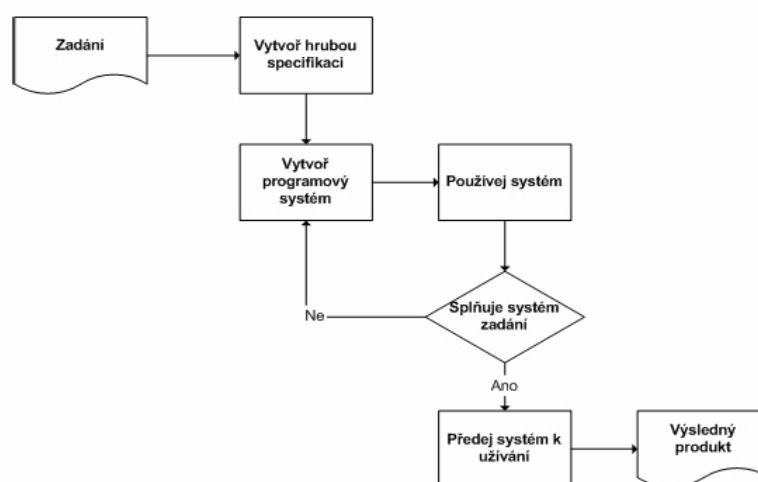 Zadání
Vytvoř hrubou
specifikaci
Vytvoř
programový
systém
Používej systém
Splňuje systém
zadání
Ne
Ano
Předej systém k
užívání
Výsledný
produkt